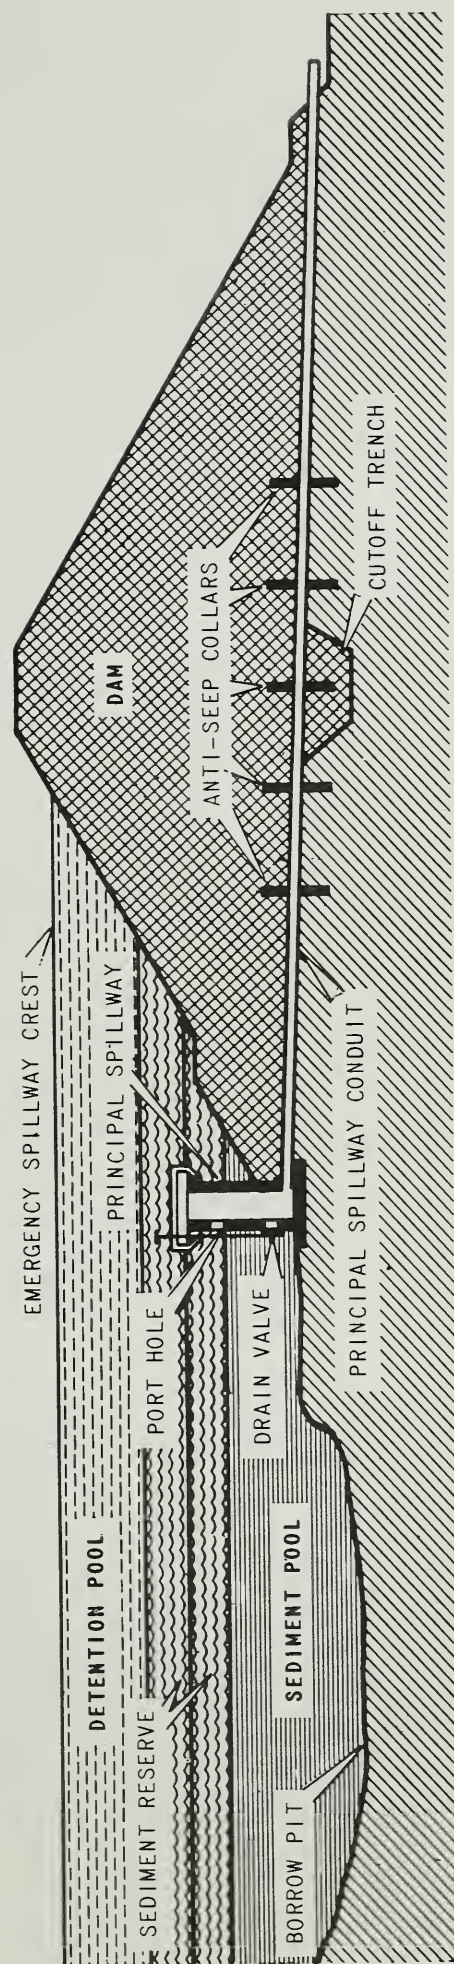 EMERGENCY SPILLWAY CREST
DETENTION POOL
SEDIMENT RESERVE
PORT HOLE
PRINCIPAL SPILLWAY
DAM
ANTI-SEEP COLLARS
SEDIMENT POOL
DRAIN VALVE
BORROW PIT
PRINCIPAL SPILLWAY CONDUIT
CUTOFF TRENCH